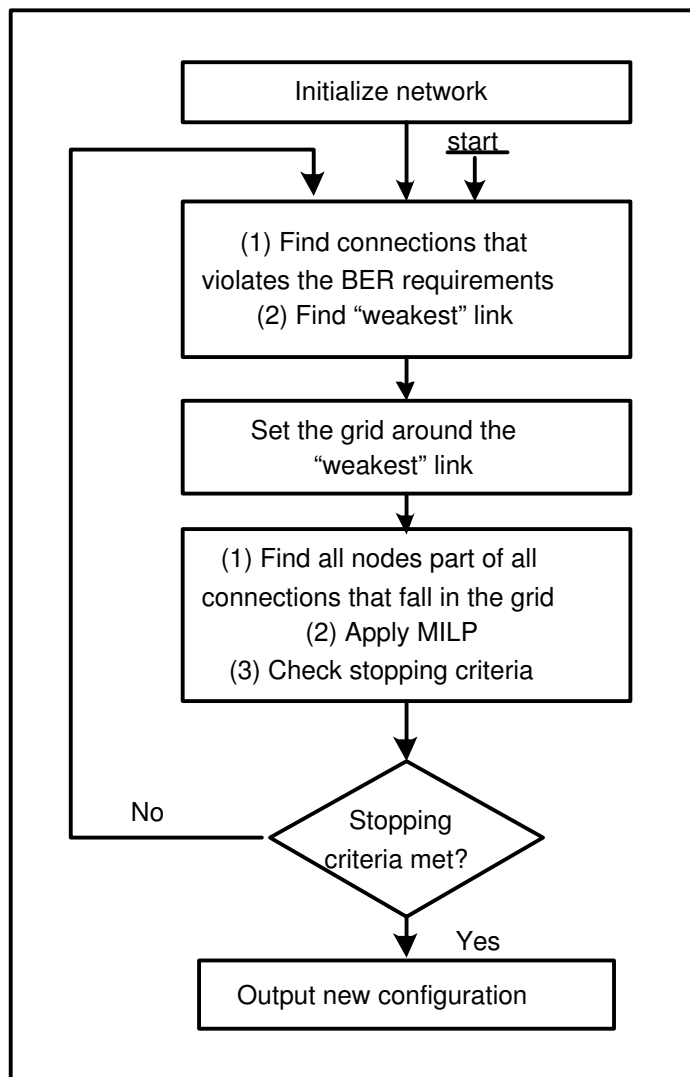 Initialize network
start
(1) Find connections that
violates the BER requirements
(2) Find “weakest” link
Set the grid around the
“weakest” link
(1) Find all nodes part of all
connections that fall in the grid
(2) Apply MILP
(3) Check stopping criteria
No
Stopping
criteria met?
Yes
Output new configuration